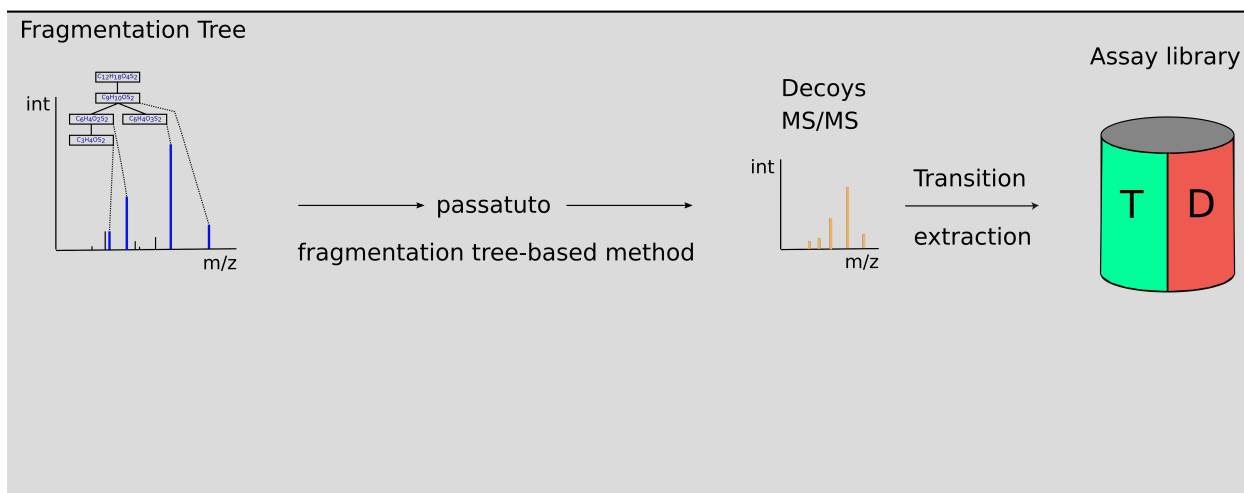 Fragmentation Tree
Assay library
C12H18O4S2
C9H10OS2
C6H4O2S2
C6H4O3S2
C3H4OS2
int
m/z
passatuto
fragmentation tree-based method
Decoys
MS/MS
int
m/z
Transition
extraction
T
D